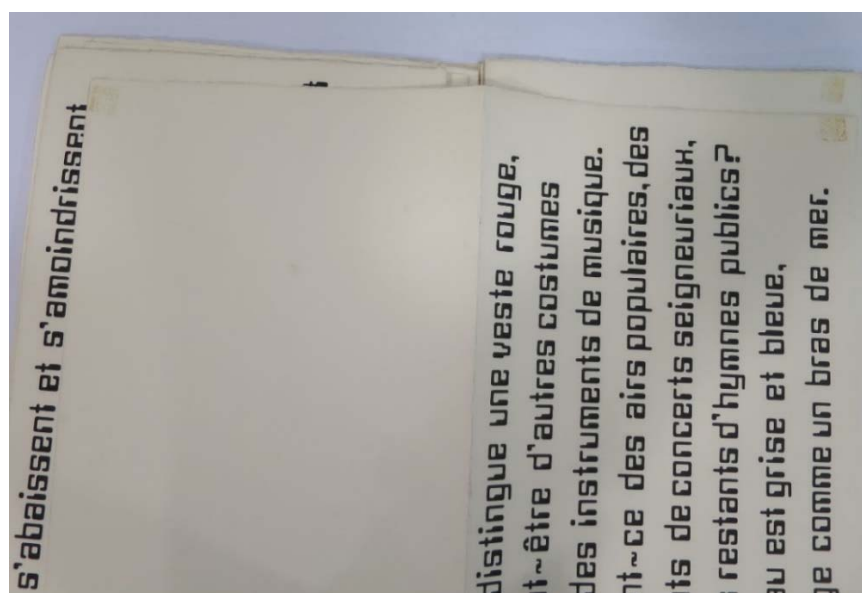 s'abaissent et s'amoindrissent
distingue une veste rouge,
t~être d'autres costumes
des instruments de musique.
nt~ce des airs populaires,des
ts de concerts seigneuriaux,
restants d'hymnes publics?
au est grise et bleue,
ge comme un bras de mer.